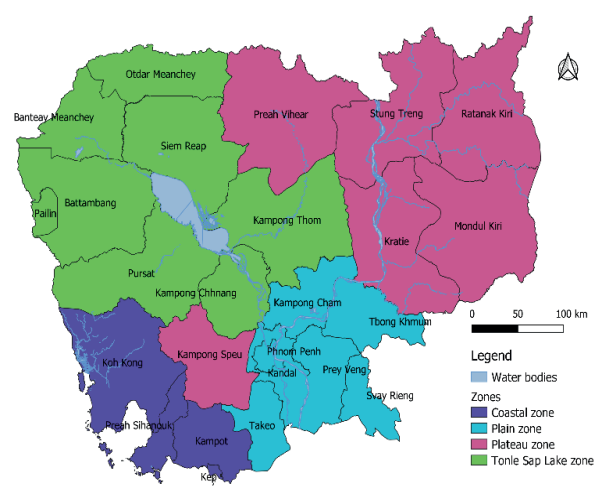 Otdar Meanchey
Preah Vihear
Stung Treng
Ratanak Kiri
Banteay Meanchey
Siem Reap
Battambang
Pailin
Kampong Thom
Kratie
Mondul Kiri
Pursat
Kampong Chhnang
Kampong Cham
Tbong Khmum
Koh Kong
Kampong Speu
Phnom Penh
Kandal
Prey Veng
Svay Rieng
Preah Sihanouk
Kampot
Takeo
Kep
0 50 100 km
Legend
Water bodies
Zones
Coastal zone
Plain zone
Plateau zone
Tonle Sap Lake zone